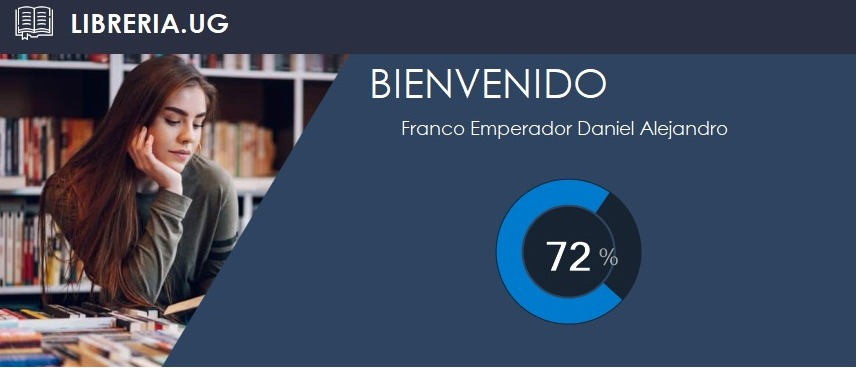 LIBRERIA.UG
BIENVENIDO
Franco Emperador Daniel Alejandro
72 %